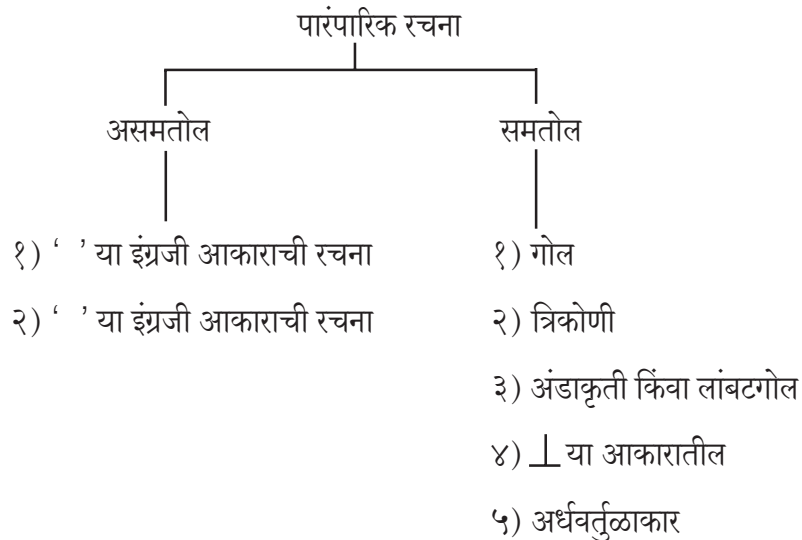 पारंपारिक रचना
असमतोल
समतोल
१) ‘ ’ या इंग्रजी आकाराची रचना
२) ‘ ’ या इंग्रजी आकाराची रचना
१) गोल
२) त्रिकोणी
३) अंडाकृती किंवा लांबटगोल
४) ⊥ या आकारातील
५) अर्धवर्तुळाकार